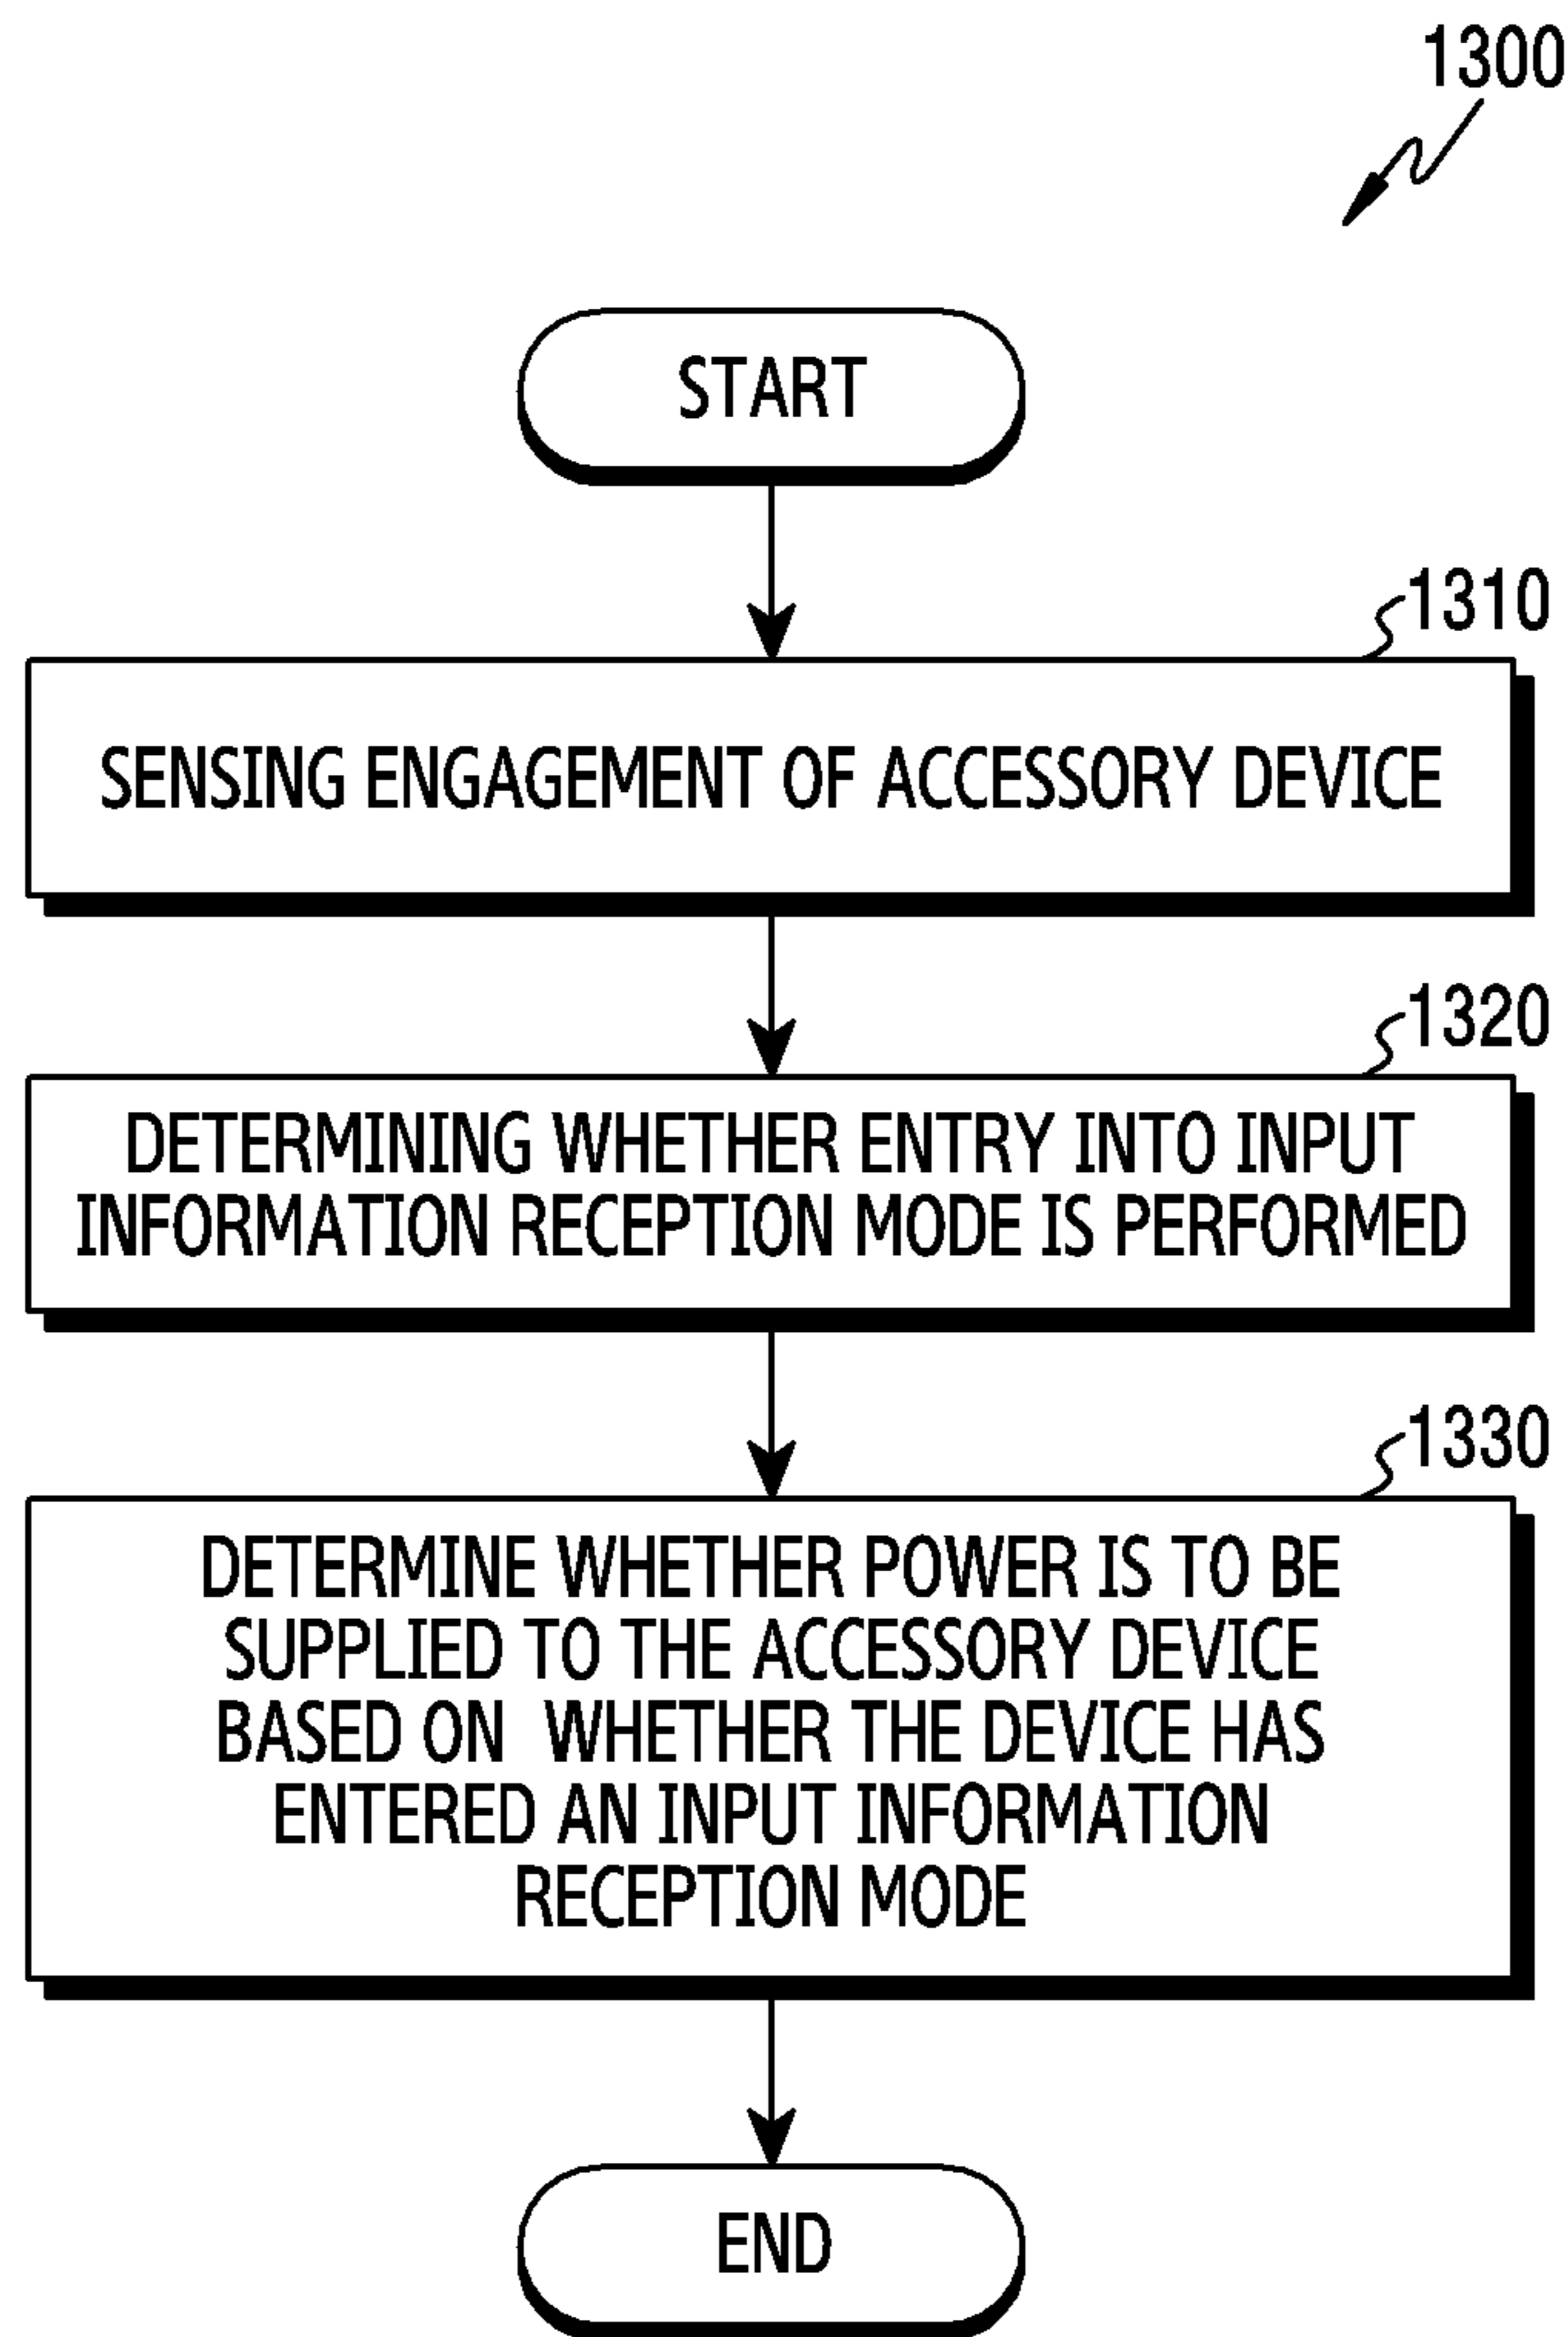 1300
START
1310
SENSING ENGAGEMENT OF ACCESSORY DEVICE
1320
DETERMINING WHETHER ENTRY INTO INPUT
INFORMATION RECEPTION MODE IS PERFORMED
1330
DETERMINE WHETHER POWER IS TO BE
SUPPLIED TO THE ACCESSORY DEVICE
BASED ON WHETHER THE DEVICE HAS
ENTERED AN INPUT INFORMATION
RECEPTION MODE
END